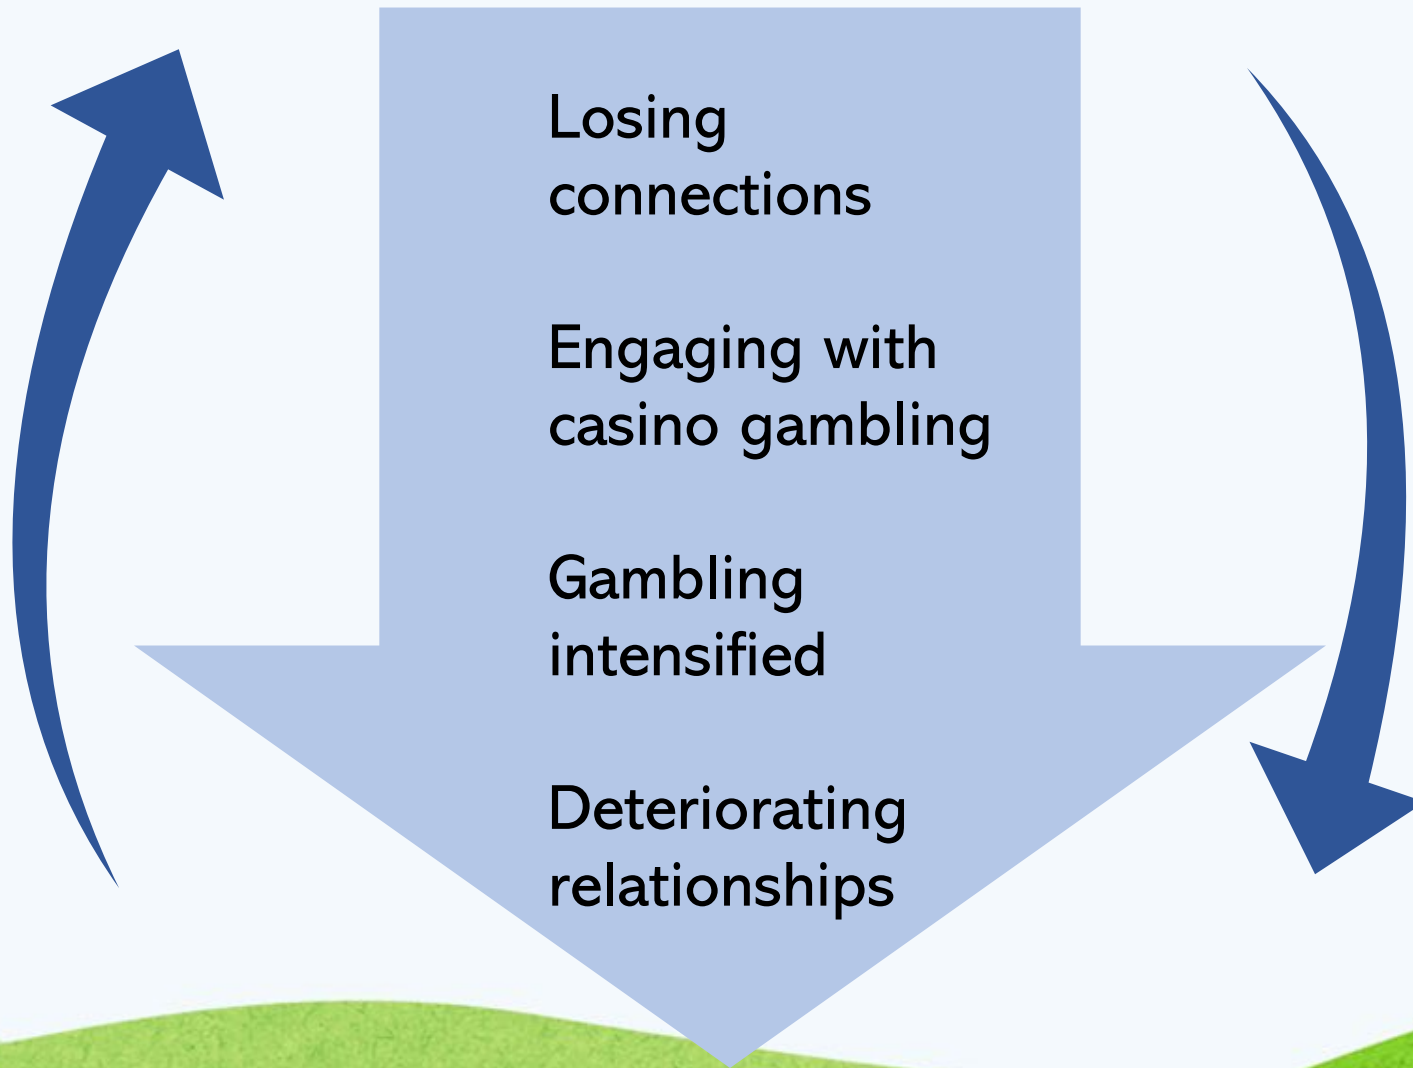 Losing
connections
Engaging with
casino gambling
Gambling
intensified
Deteriorating
relationships